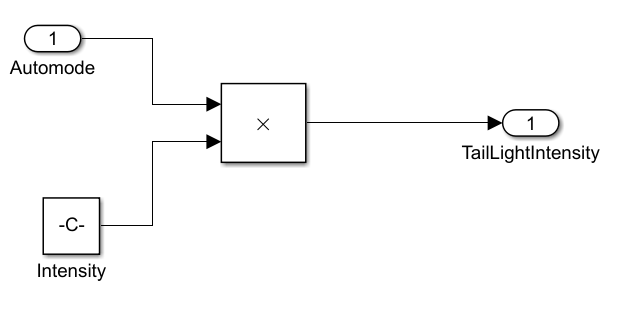 1
Automode
×
1
TailLightIntensity
-C-
Intensity